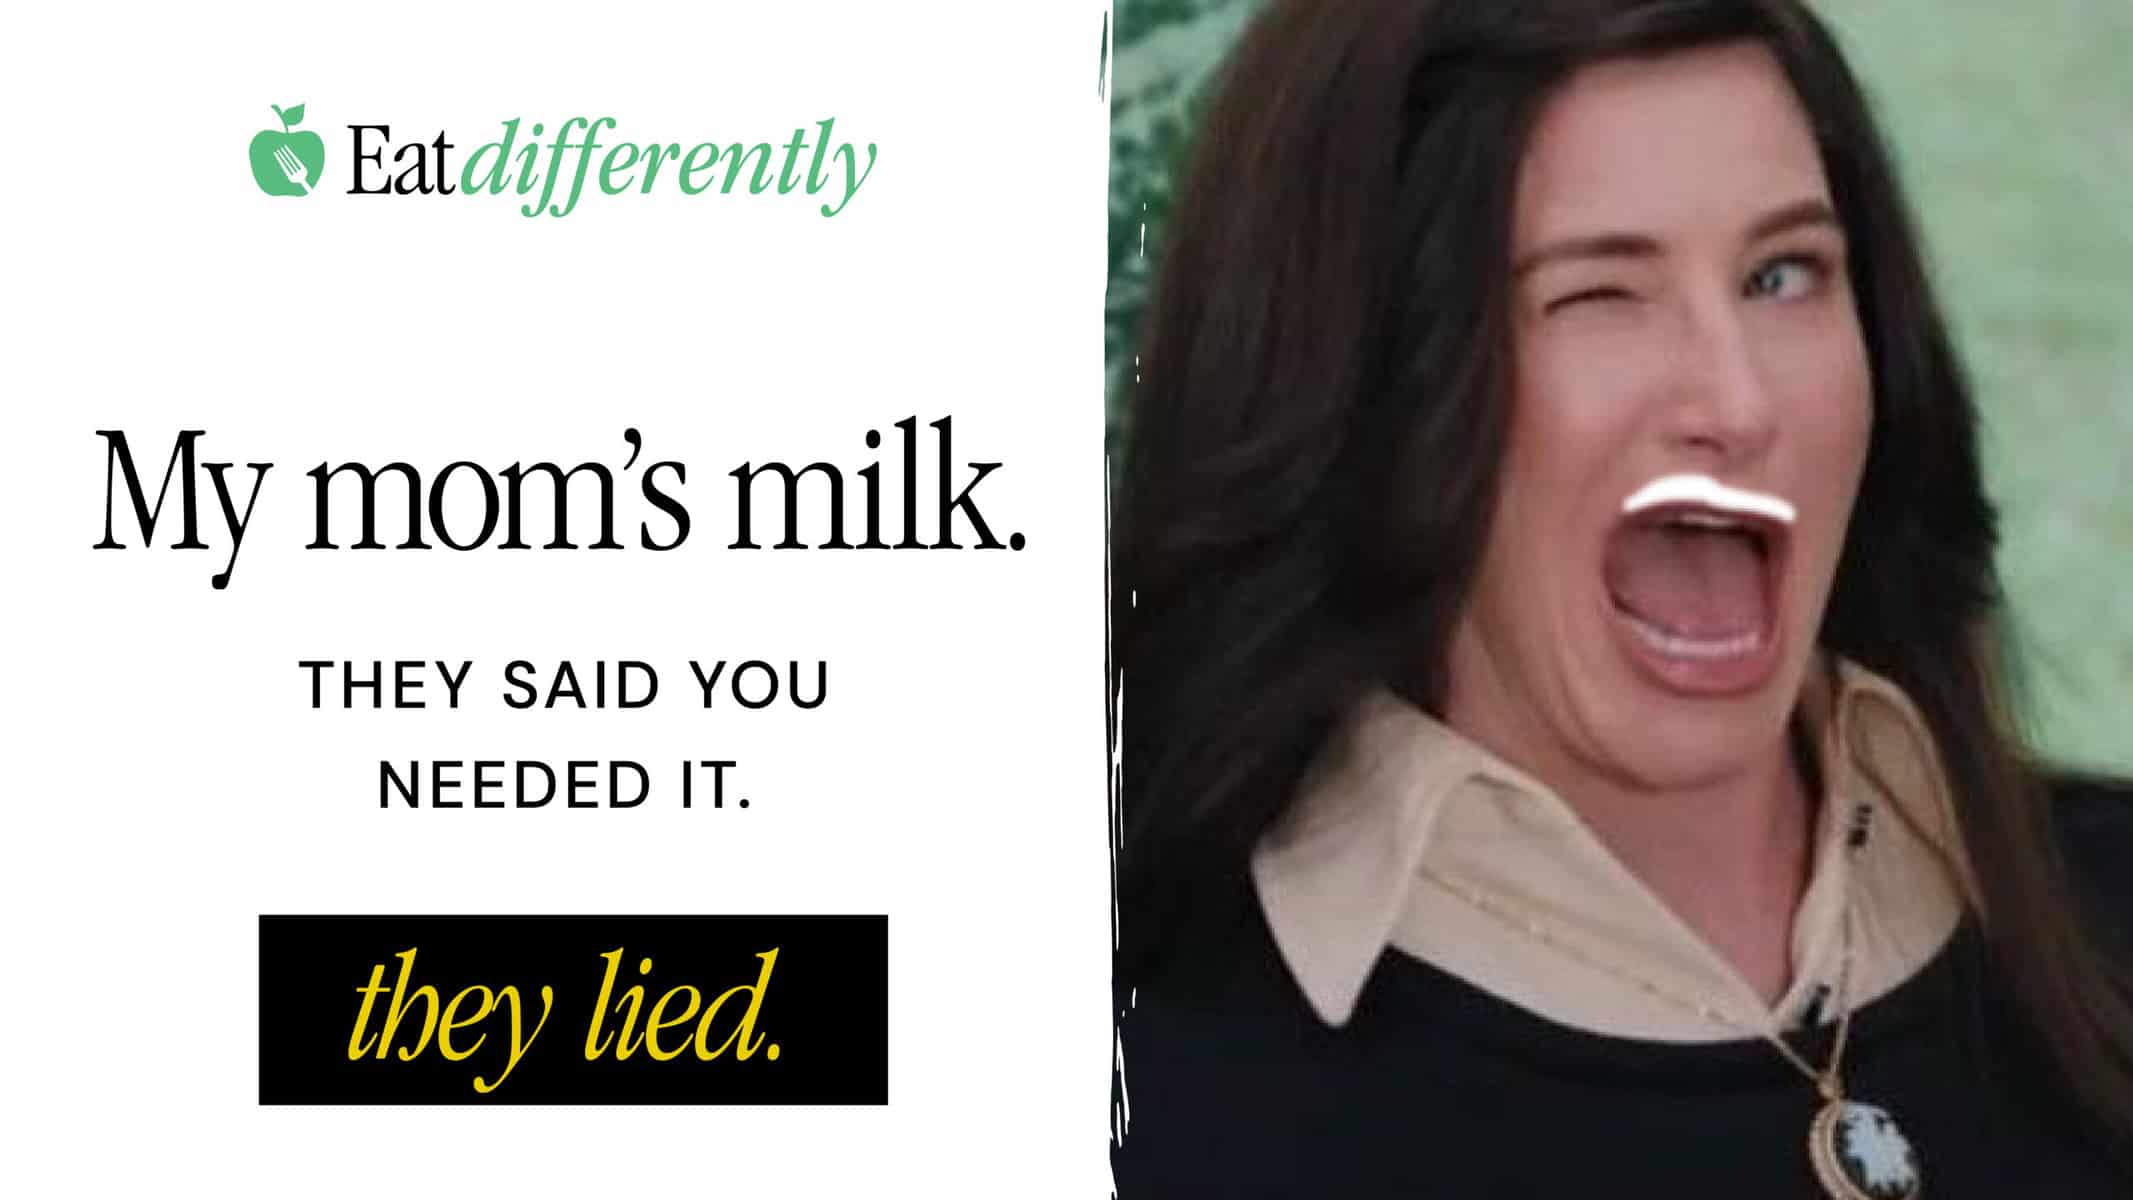 Eat differently
My mom’s milk.
THEY SAID YOU
NEEDED IT.
they lied.